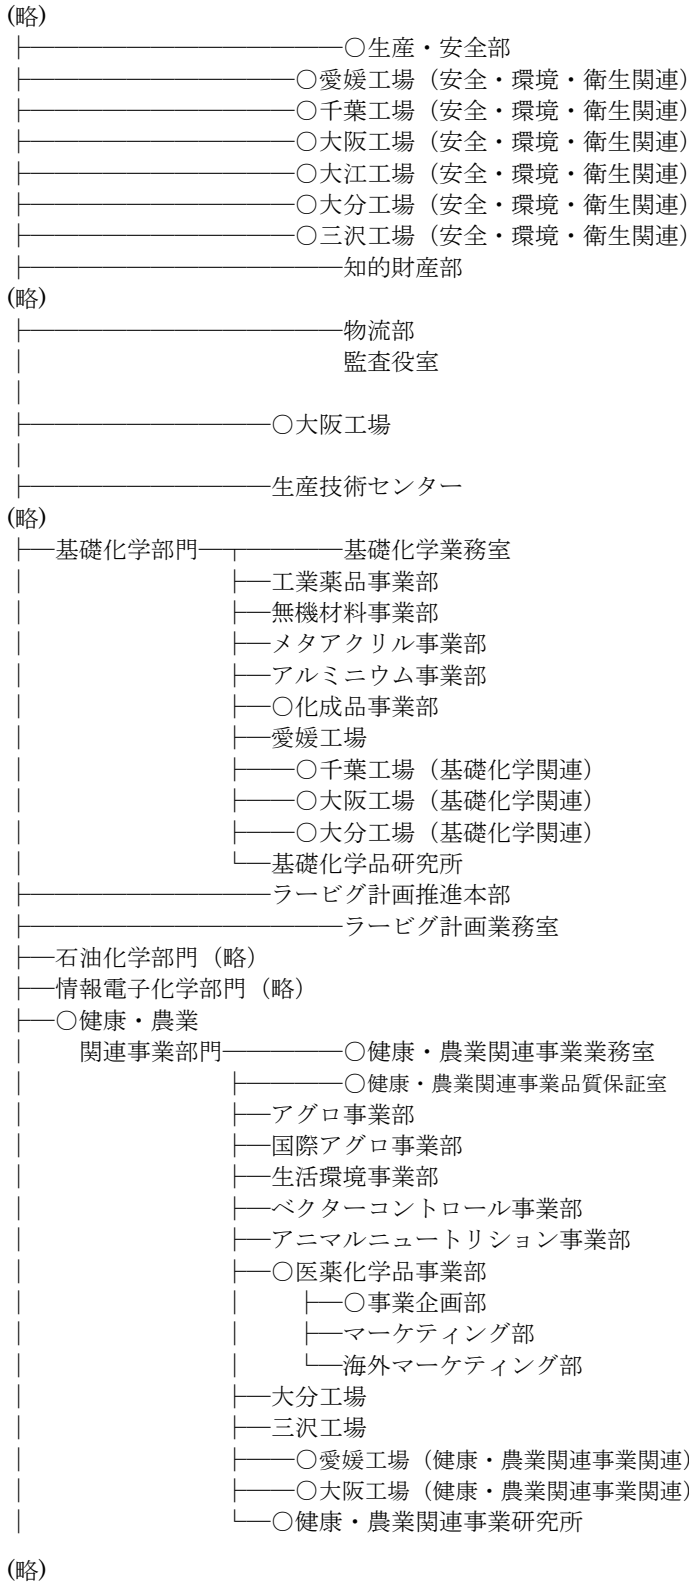 (略)
├─────────────○生産・安全部
├───────────○愛媛工場（安全・環境・衛生関連）
├───────────○千葉工場（安全・環境・衛生関連）
├───────────○大阪工場（安全・環境・衛生関連）
├───────────○大江工場（安全・環境・衛生関連）
├───────────○大分工場（安全・環境・衛生関連）
├───────────○三沢工場（安全・環境・衛生関連）
├─────────────知的財産部
(略)
├─────────────物流部
│　　　　　　　　　　　　　監査役室
│
├──────────○大阪工場
│
├──────────生産技術センター
(略)
├─基礎化学部門─┬────基礎化学業務室
│　　　　　　　　├─工業薬品事業部
│　　　　　　　　├─無機材料事業部
│　　　　　　　　├─メタアクリル事業部
│　　　　　　　　├─アルミニウム事業部
│　　　　　　　　├─○化成品事業部
│　　　　　　　　├─愛媛工場
│　　　　　　　　├──○千葉工場（基礎化学関連）
│　　　　　　　　├──○大阪工場（基礎化学関連）
│　　　　　　　　├──○大分工場（基礎化学関連）
│　　　　　　　　└─基礎化学品研究所
├──────────ラービグ計画推進本部
├─────────────ラービグ計画業務室
├─石油化学部門（略）
├─情報電子化学部門（略）
├─○健康・農業
│　　関連事業部門─────○健康・農業関連事業業務室
│　　　　　　　　├────○健康・農業関連事業品質保証室
│　　　　　　　　├─アグロ事業部
│　　　　　　　　├─国際アグロ事業部
│　　　　　　　　├─生活環境事業部
│　　　　　　　　├─ベクターコントロール事業部
│　　　　　　　　├─アニマルニュートリション事業部
│　　　　　　　　├─○医薬化学品事業部
│　　　　　　　　│　　├─○事業企画部
│　　　　　　　　│　　├─マーケティング部
│　　　　　　　　│　　└─海外マーケティング部
│　　　　　　　　├─大分工場
│　　　　　　　　├─三沢工場
│　　　　　　　　├──○愛媛工場（健康・農業関連事業関連）
│　　　　　　　　├──○大阪工場（健康・農業関連事業関連）
│　　　　　　　　└─○健康・農業関連事業研究所
(略)